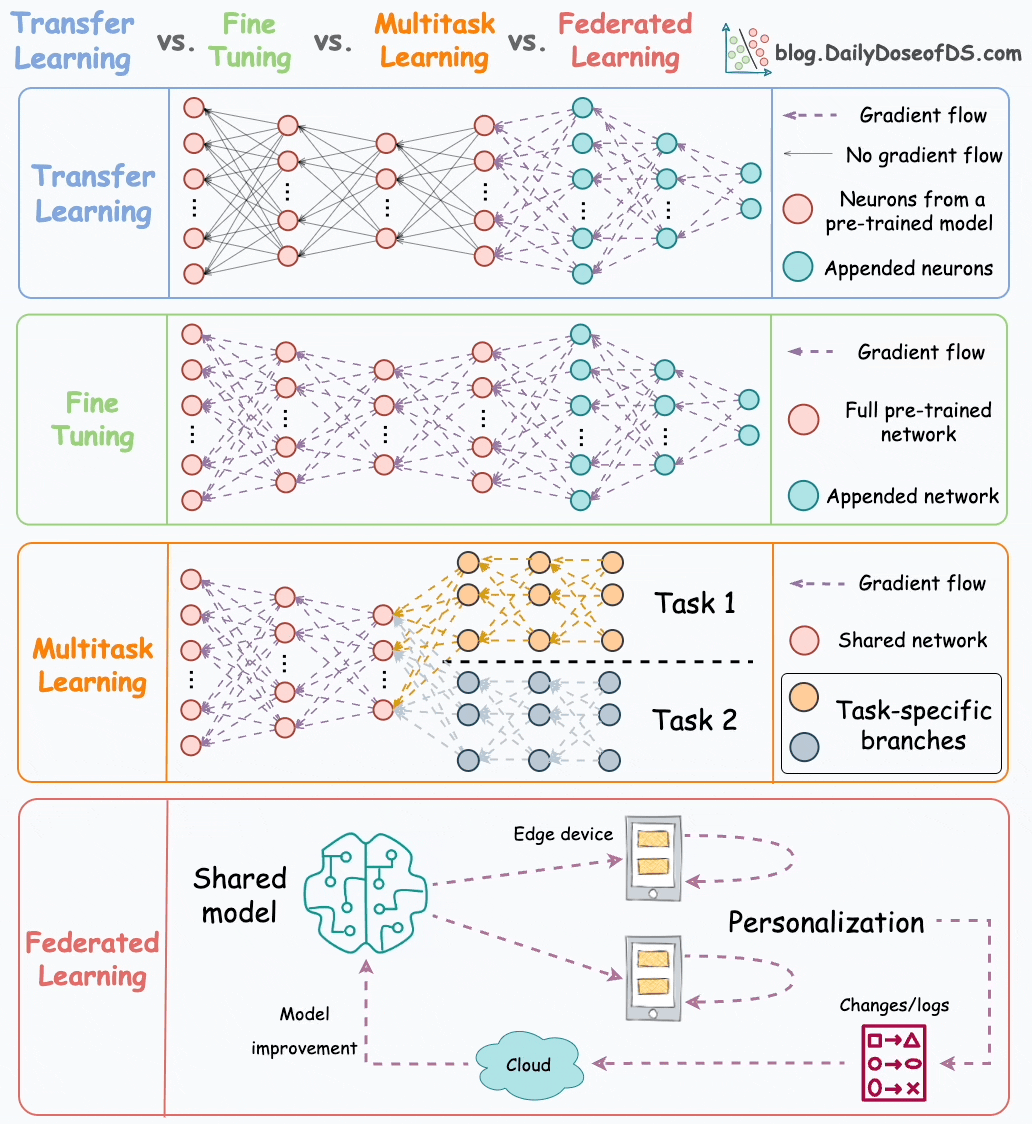 Transfer Learning vs. Fine Tuning vs. Multitask Learning vs. Federated Learning
blog.DailyDoseofDS.com
Transfer
Learning
Gradient flow
No gradient flow
Neurons from a
pre-trained model
Appended neurons
Fine
Tuning
Gradient flow
Full pre-trained
network
Appended network
Multitask
Learning
Task 1
Task 2
Gradient flow
Shared network
Task-specific
branches
Federated
Learning
Shared
model
Edge device
Personalization
Changes/logs
Cloud
Model
improvement